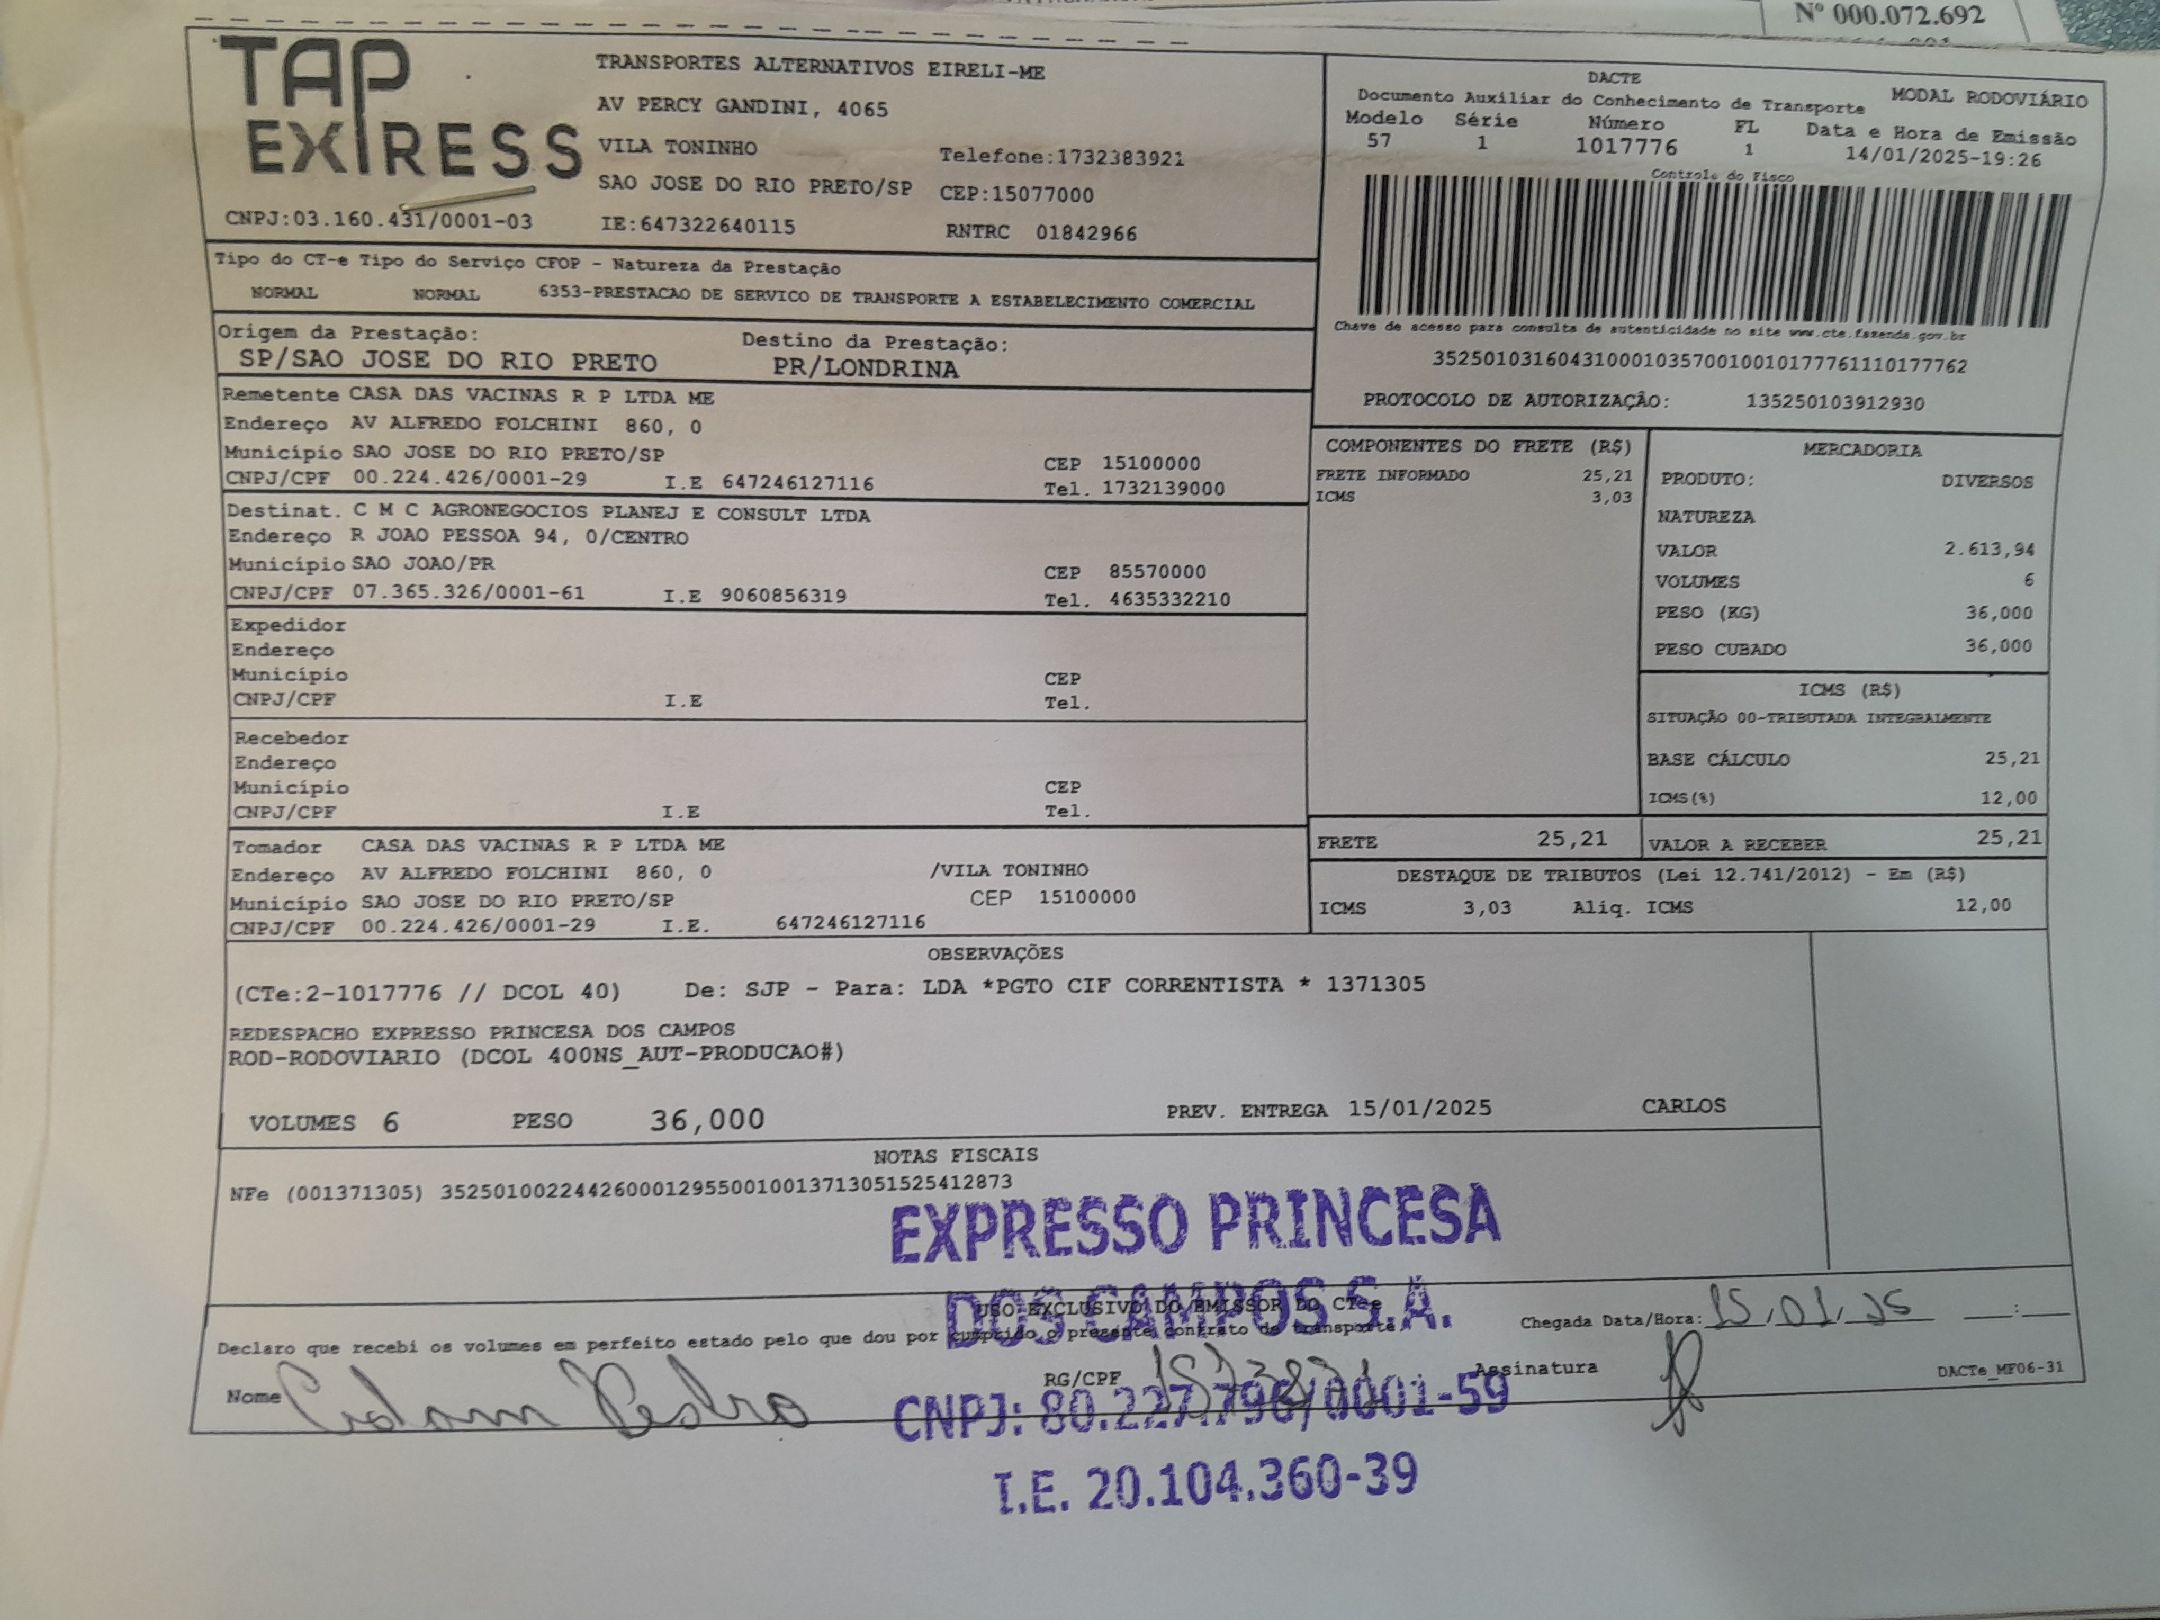 Nº 000.072.692
TAP
EXPRESS
TRANSPORTES ALTERNATIVOS EIRELI-ME
AV PERCY GANDINI, 4065
VILA TONINHO
Telefone:1732383921
SAO JOSE DO RIO PRETO/SP CEP:15077000
CNPJ:03.160.431/0001-03 IE:647322640115 RNTRC 01842966
DACTE
Documento Auxiliar do Conhecimento de Transporte MODAL RODOVIÁRIO
Modelo Série Número FL Data e Hora de Emissão
57 1 1017776 1 14/01/2025-19:26
Controle do Fisco
Chave de acesso para consulta de autenticidade no site www.cte.fazenda.gov.br
35250103160431000103570010010177761110177762
PROTOCOLO DE AUTORIZAÇÃO: 135250103912930
Tipo do CT-e Tipo do Serviço CFOP - Natureza da Prestação
NORMAL NORMAL 6353-PRESTACAO DE SERVICO DE TRANSPORTE A ESTABELECIMENTO COMERCIAL
Origem da Prestação: Destino da Prestação:
SP/SAO JOSE DO RIO PRETO PR/LONDRINA
Remetente CASA DAS VACINAS R P LTDA ME
Endereço AV ALFREDO FOLCHINI 860, 0
Município SAO JOSE DO RIO PRETO/SP CEP 15100000
CNPJ/CPF 00.224.426/0001-29 I.E 647246127116 Tel. 1732139000
Destinat. C M C AGRONEGOCIOS PLANEJ E CONSULT LTDA
Endereço R JOAO PESSOA 94, 0/CENTRO
Município SAO JOAO/PR CEP 85570000
CNPJ/CPF 07.365.326/0001-61 I.E 9060856319 Tel. 4635332210
Expedidor
Endereço
Município CEP
CNPJ/CPF I.E Tel.
Recebedor
Endereço
Município CEP
CNPJ/CPF I.E Tel.
Tomador CASA DAS VACINAS R P LTDA ME
Endereço AV ALFREDO FOLCHINI 860, 0 /VILA TONINHO
Município SAO JOSE DO RIO PRETO/SP CEP 15100000
CNPJ/CPF 00.224.426/0001-29 I.E. 647246127116
COMPONENTES DO FRETE (R$)
FRETE INFORMADO 25,21
ICMS 3,03
MERCADORIA
PRODUTO: DIVERSOS
NATUREZA
VALOR 2.613,94
VOLUMES 6
PESO (KG) 36,000
PESO CUBADO 36,000
ICMS (R$)
SITUAÇÃO 00-TRIBUTADA INTEGRALMENTE
BASE CÁLCULO 25,21
ICMS(%) 12,00
FRETE 25,21 VALOR A RECEBER 25,21
DESTAQUE DE TRIBUTOS (Lei 12.741/2012) - Em (R$)
ICMS 3,03 Aliq. ICMS 12,00
OBSERVAÇÕES
(CTe:2-1017776 // DCOL 40) De: SJP - Para: LDA *PGTO CIF CORRENTISTA * 1371305
REDESPACHO EXPRESSO PRINCESA DOS CAMPOS
ROD-RODOVIARIO (DCOL 400NS_AUT-PRODUCAO#)
VOLUMES 6 PESO 36,000 PREV. ENTREGA 15/01/2025 CARLOS
NOTAS FISCAIS
NFe (001371305) 35250100224426000129550010013713051525412873
EXPRESSO PRINCESA
DOS CAMPOS S.A.
CNPJ: 80.227.796/0001-59
I.E. 20.104.360-39
USO EXCLUSIVO DO EMISSOR DO CTee
Declaro que recebi os volumes em perfeito estado pelo que dou por cumprido o presente contrato de transporte.
Chegada Data/Hora: 15/01/25 :
Nome Pedro RG/CPF Assinatura
DACTe_MF06-31